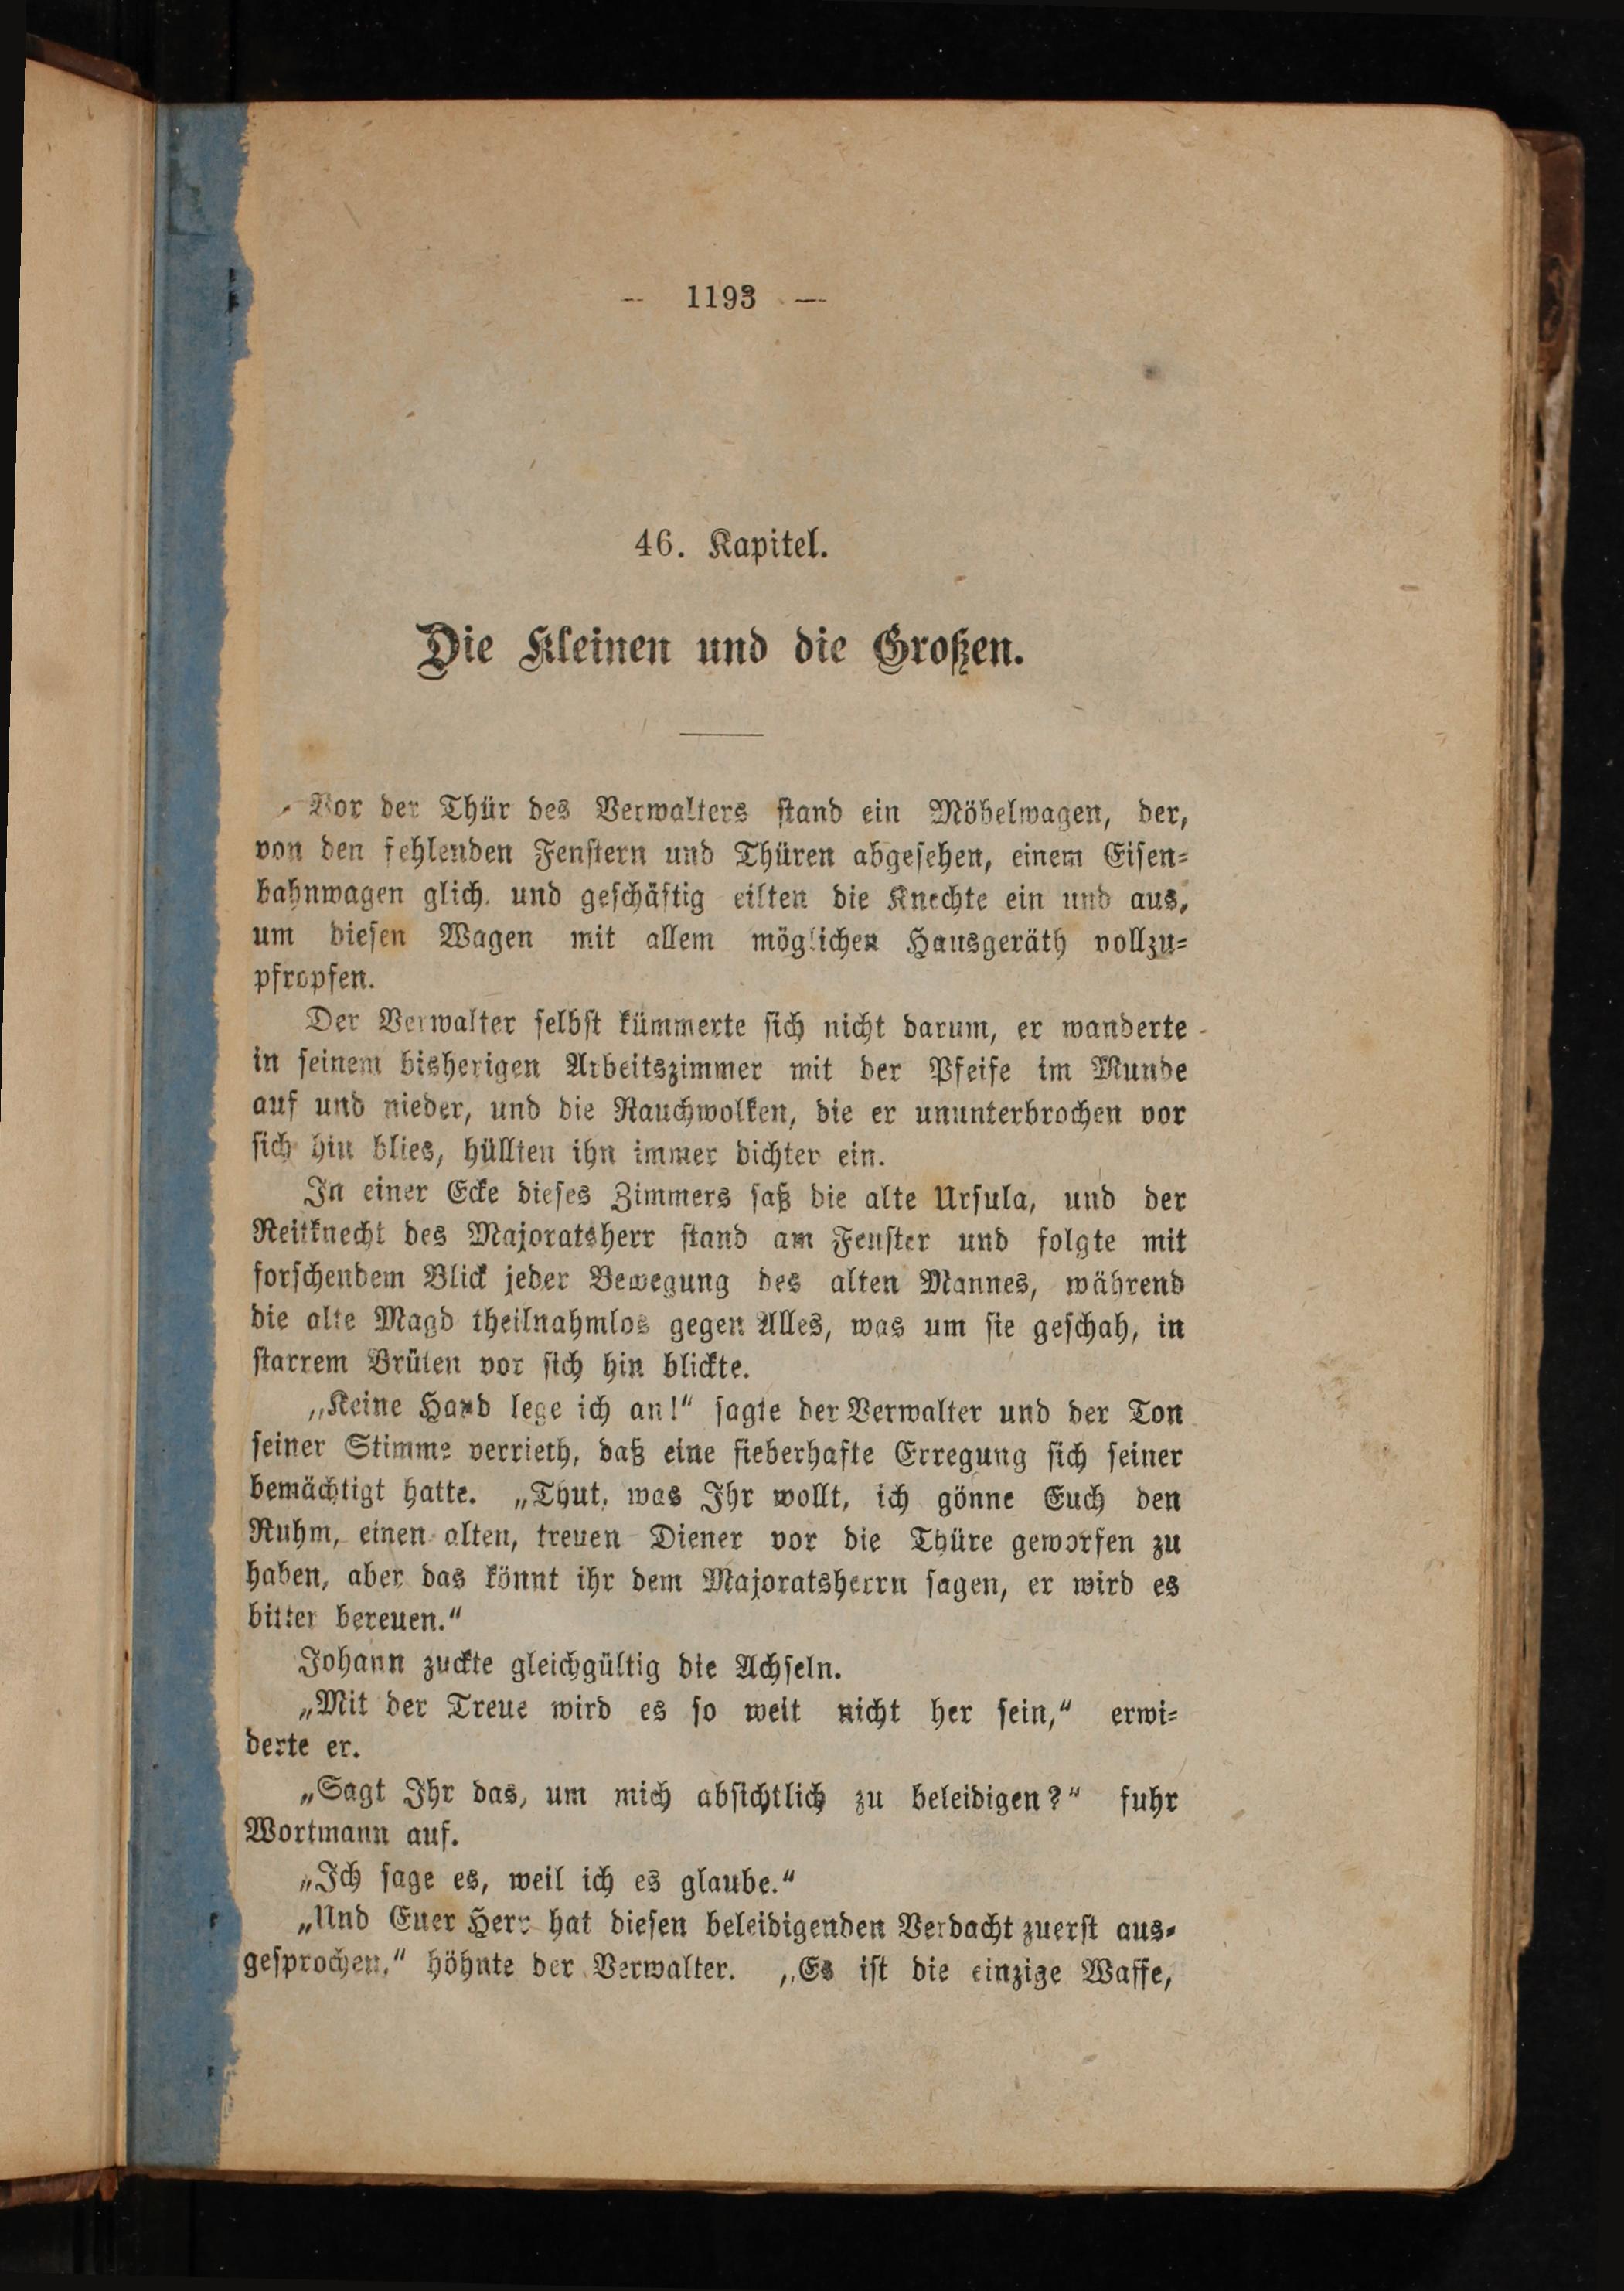 — 1193 —
46. Kapitel.
Die Kleinen und die Großen.
Vor der Thür des Verwalters stand ein Möbelwagen, der,
von den fehlenden Fenstern und Thüren abgesehen, einem Eisen=
bahnwagen glich, und geschäftig eilten die Knechte ein und aus,
um diesen Wagen mit allem möglichen Hausgeräth vollzu=
pfropfen.
Der Verwalter selbst kümmerte sich nicht darum, er wanderte
in seinem bisherigen Arbeitszimmer mit der Pfeife im Munde
auf und nieder, und die Rauchwolken, die er ununterbrochen vor
sich hin blies, hüllten ihn immer dichter ein.
In einer Ecke dieses Zimmers saß die alte Ursula, und der
Reitknecht des Majoratsherr stand am Fenster und folgte mit
forschendem Blick jeder Bewegung des alten Mannes, während
die alte Magd theilnahmlos gegen Alles, was um sie geschah, in
starrem Brüten vor sich hin blickte.
„Keine Hand lege ich an!“ sagte der Verwalter und der Ton
seiner Stimme verrieth, daß eine fieberhafte Erregung sich seiner
bemächtigt hatte. „Thut, was Ihr wollt, ich gönne Euch den
Ruhm, einen alten, treuen Diener vor die Thüre geworfen zu
haben, aber das könnt ihr dem Majoratsherrn sagen, er wird es
bitter bereuen.“
Johann zuckte gleichgültig die Achseln.
„Mit der Treue wird es so weit nicht her sein,“ erwi=
derte er.
„Sagt Ihr das, um mich absichtlich zu beleidigen?“ fuhr
Wortmann auf.
„Ich sage es, weil ich es glaube.“
„Und Euer Herr hat diesen beleidigenden Verdacht zuerst aus=
gesprochen,“ höhnte der Verwalter. „Es ist die einzige Waffe,